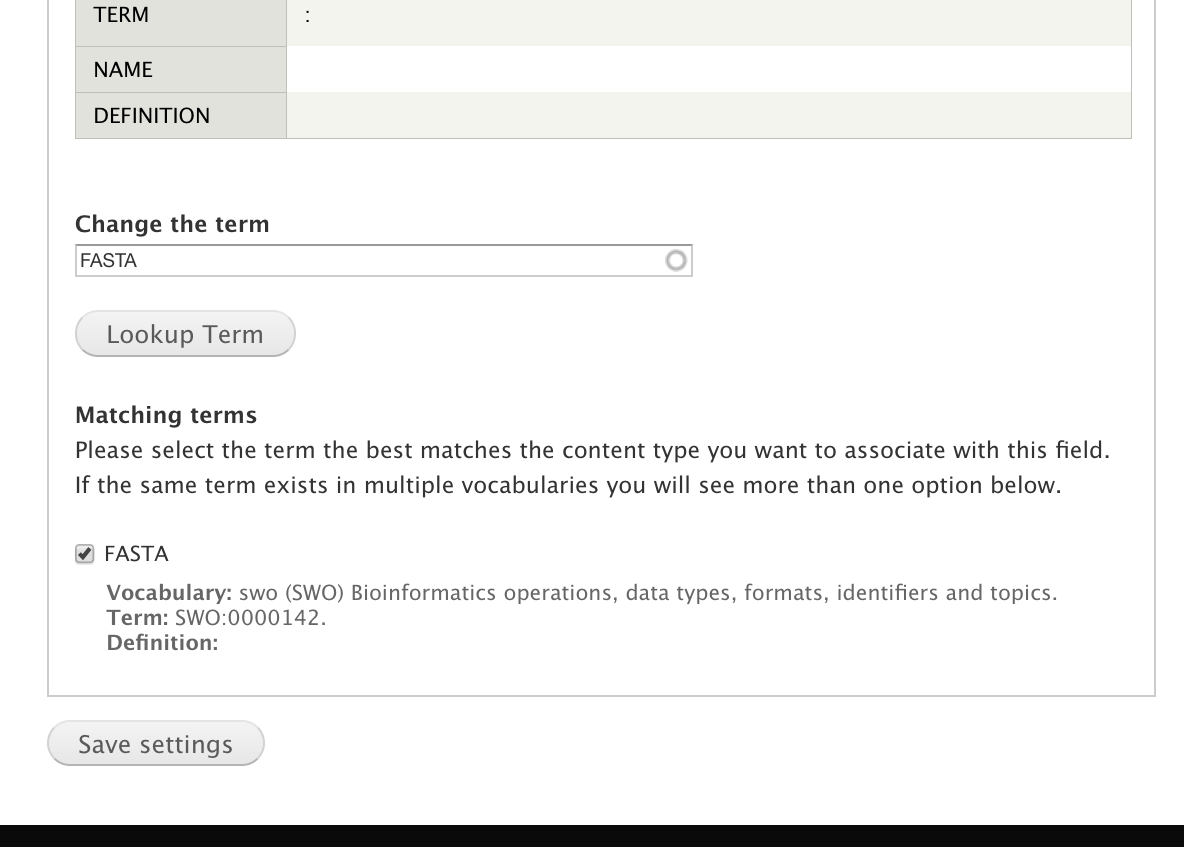 TERM :
NAME
DEFINITION
Change the term
FASTA
Lookup Term
Matching terms
Please select the term the best matches the content type you want to associate with this field.
If the same term exists in multiple vocabularies you will see more than one option below.
FASTA
Vocabulary: swo (SWO) Bioinformatics operations, data types, formats, identifiers and topics.
Term: SWO:0000142.
Definition:
Save settings